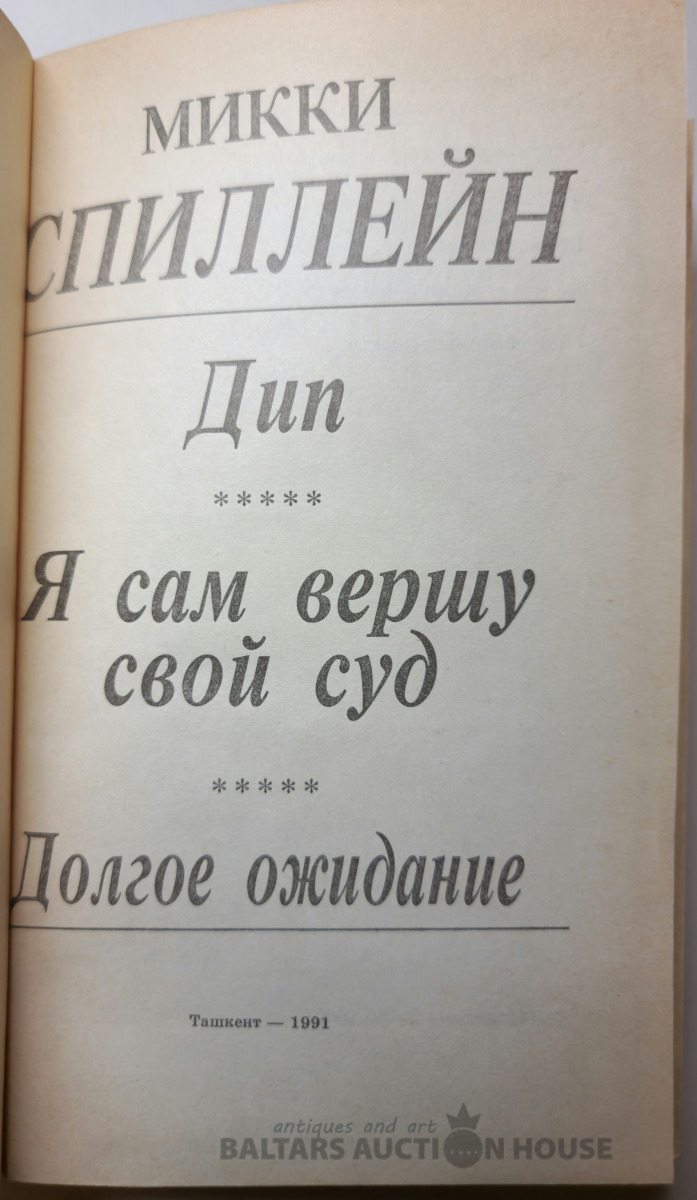 МИККИ
СПИЛЛЕЙН
Дип
*****
Я сам вершу
свой суд
*****
Долгое ожидание
Ташкент — 1991
antiques and art
BALTARS AUCTION HOUSE